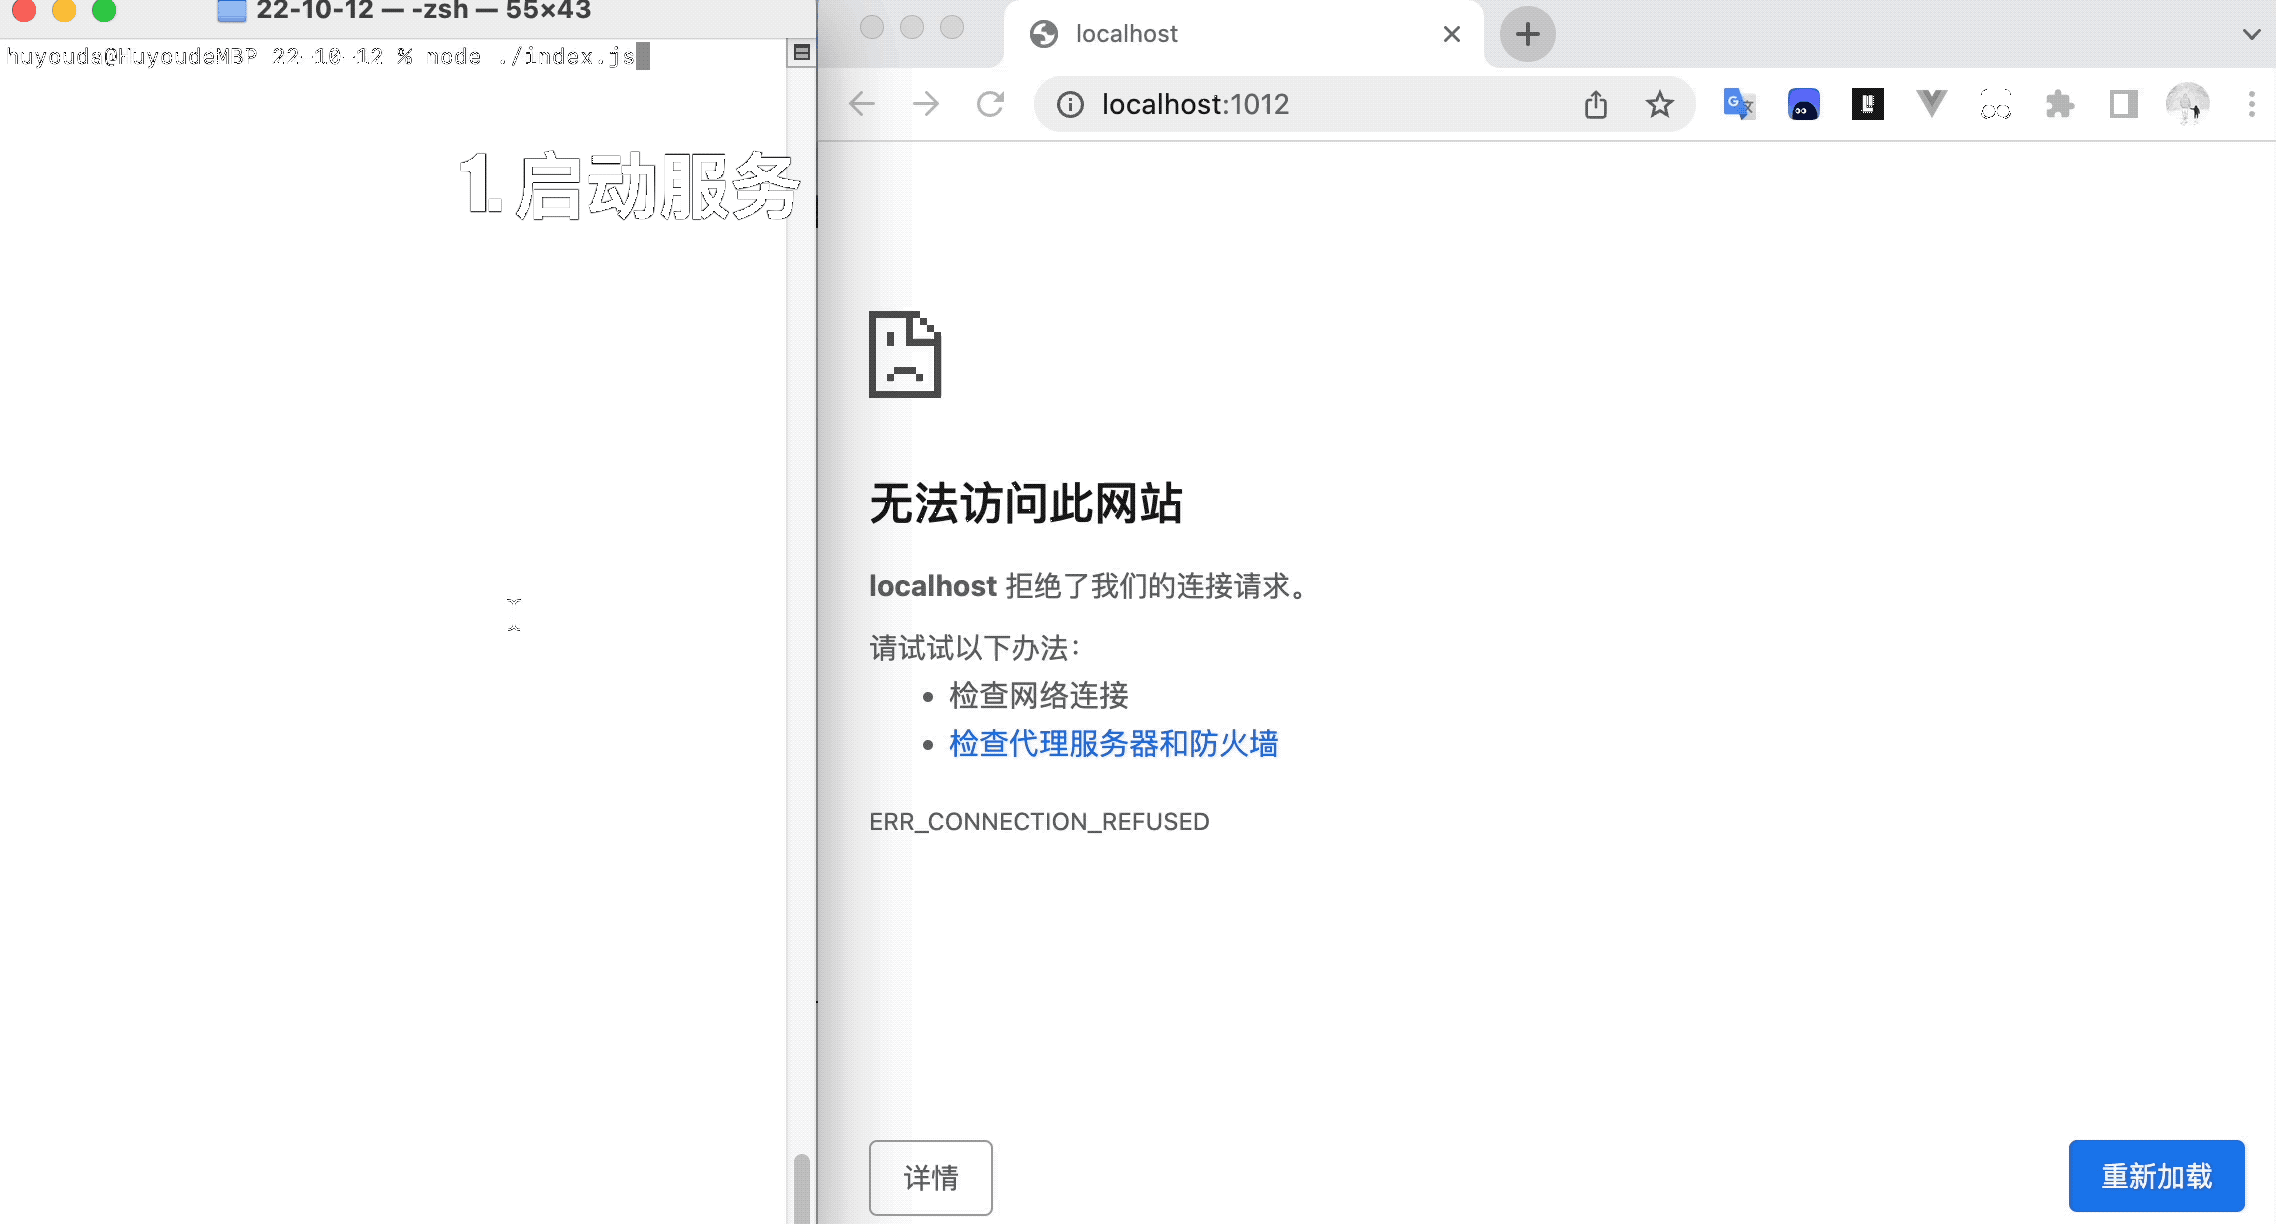 22-10-12 — -zsh — 55×43
huyouda@HuyoudeMBP 22-10-12 % node ./index.js
1.启动服务
localhost
localhost:1012
无法访问此网站
localhost 拒绝了我们的连接请求。
请试试以下办法：
• 检查网络连接
• 检查代理服务器和防火墙
ERR_CONNECTION_REFUSED
详情
重新加载